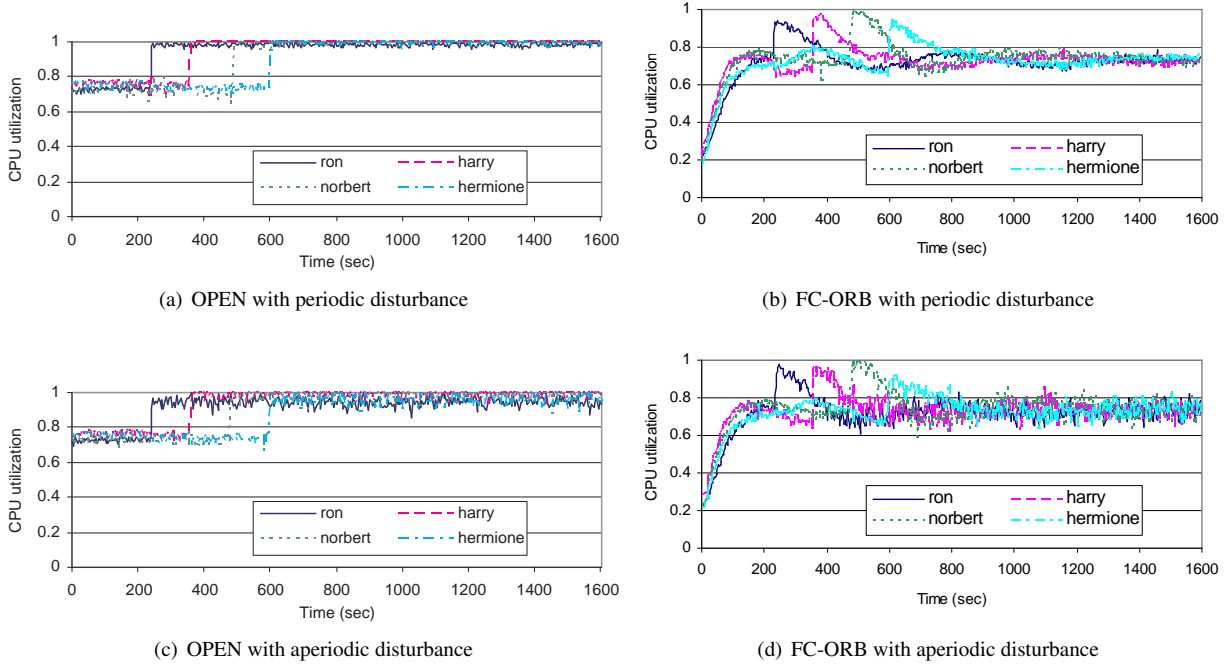 1
0.8
0.6
0.4
0.2
0
CPU utilization
ron
harry
norbert
hermione
0 200 400 600 800 1000 1200 1400 1600
Time (sec)
(a) OPEN with periodic disturbance
1
0.8
0.6
0.4
0.2
0
CPU utilization
ron
harry
norbert
hermione
0 200 400 600 800 1000 1200 1400 1600
Time (sec)
(b) FC-ORB with periodic disturbance
1
0.8
0.6
0.4
0.2
0
CPU utilization
ron
harry
norbert
hermione
0 200 400 600 800 1000 1200 1400 1600
Time (sec)
(c) OPEN with aperiodic disturbance
1
0.8
0.6
0.4
0.2
0
CPU utilization
ron
harry
norbert
hermione
0 200 400 600 800 1000 1200 1400 1600
Time (sec)
(d) FC-ORB with aperiodic disturbance